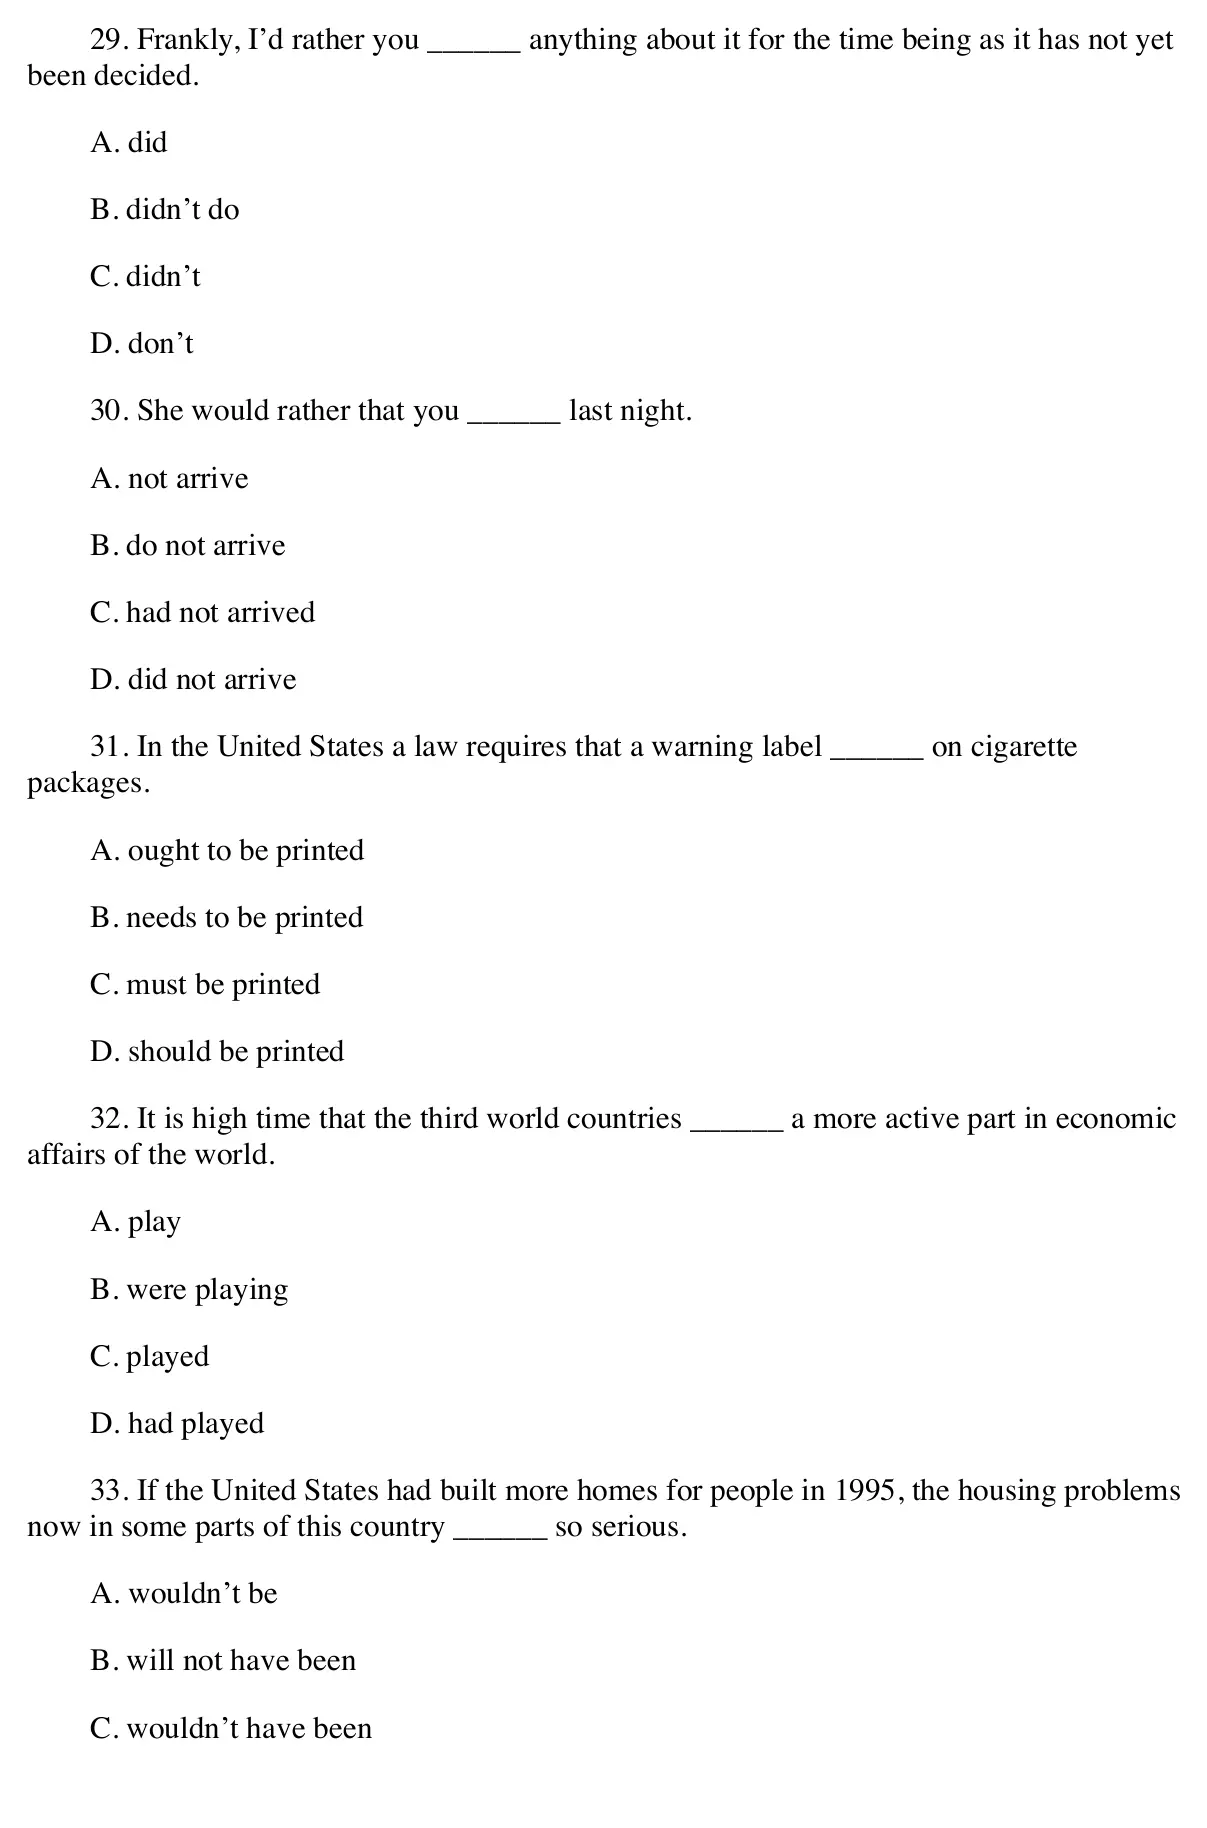 29. Frankly, I’d rather you ______ anything about it for the time being as it has not yet
been decided.
A. did
B. didn’t do
C. didn’t
D. don’t
30. She would rather that you ______ last night.
A. not arrive
B. do not arrive
C. had not arrived
D. did not arrive
31. In the United States a law requires that a warning label ______ on cigarette
packages.
A. ought to be printed
B. needs to be printed
C. must be printed
D. should be printed
32. It is high time that the third world countries ______ a more active part in economic
affairs of the world.
A. play
B. were playing
C. played
D. had played
33. If the United States had built more homes for people in 1995, the housing problems
now in some parts of this country ______ so serious.
A. wouldn’t be
B. will not have been
C. wouldn’t have been